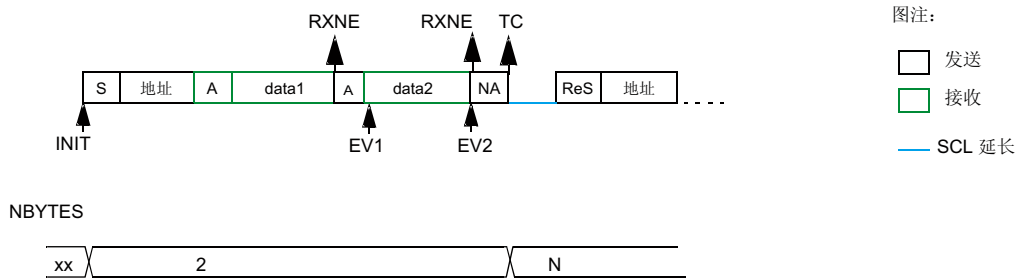 RXNE RXNE TC
S 地址 A data1 A data2 NA ReS 地址
INIT EV1 EV2
图注：
发送
接收
SCL 延长
NBYTES
xx 2 N